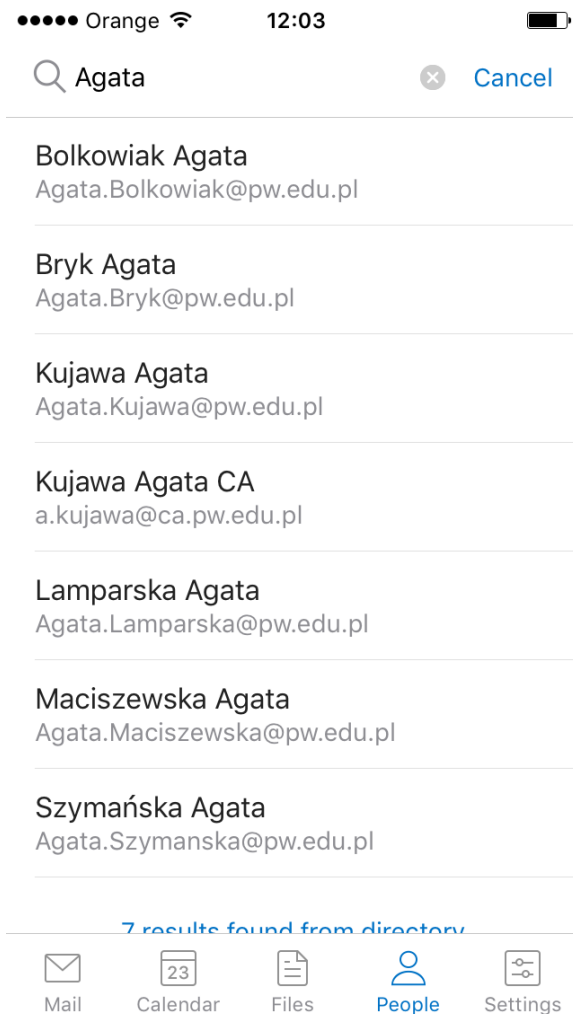 Orange 12:03
Agata Cancel
Bolkowiak Agata
Agata.Bolkowiak@pw.edu.pl
Bryk Agata
Agata.Bryk@pw.edu.pl
Kujawa Agata
Agata.Kujawa@pw.edu.pl
Kujawa Agata CA
a.kujawa@ca.pw.edu.pl
Lamparska Agata
Agata.Lamparska@pw.edu.pl
Maciszewska Agata
Agata.Maciszewska@pw.edu.pl
Szymańska Agata
Agata.Szymanska@pw.edu.pl
7 results found from directory
23
Mail Calendar Files People Settings